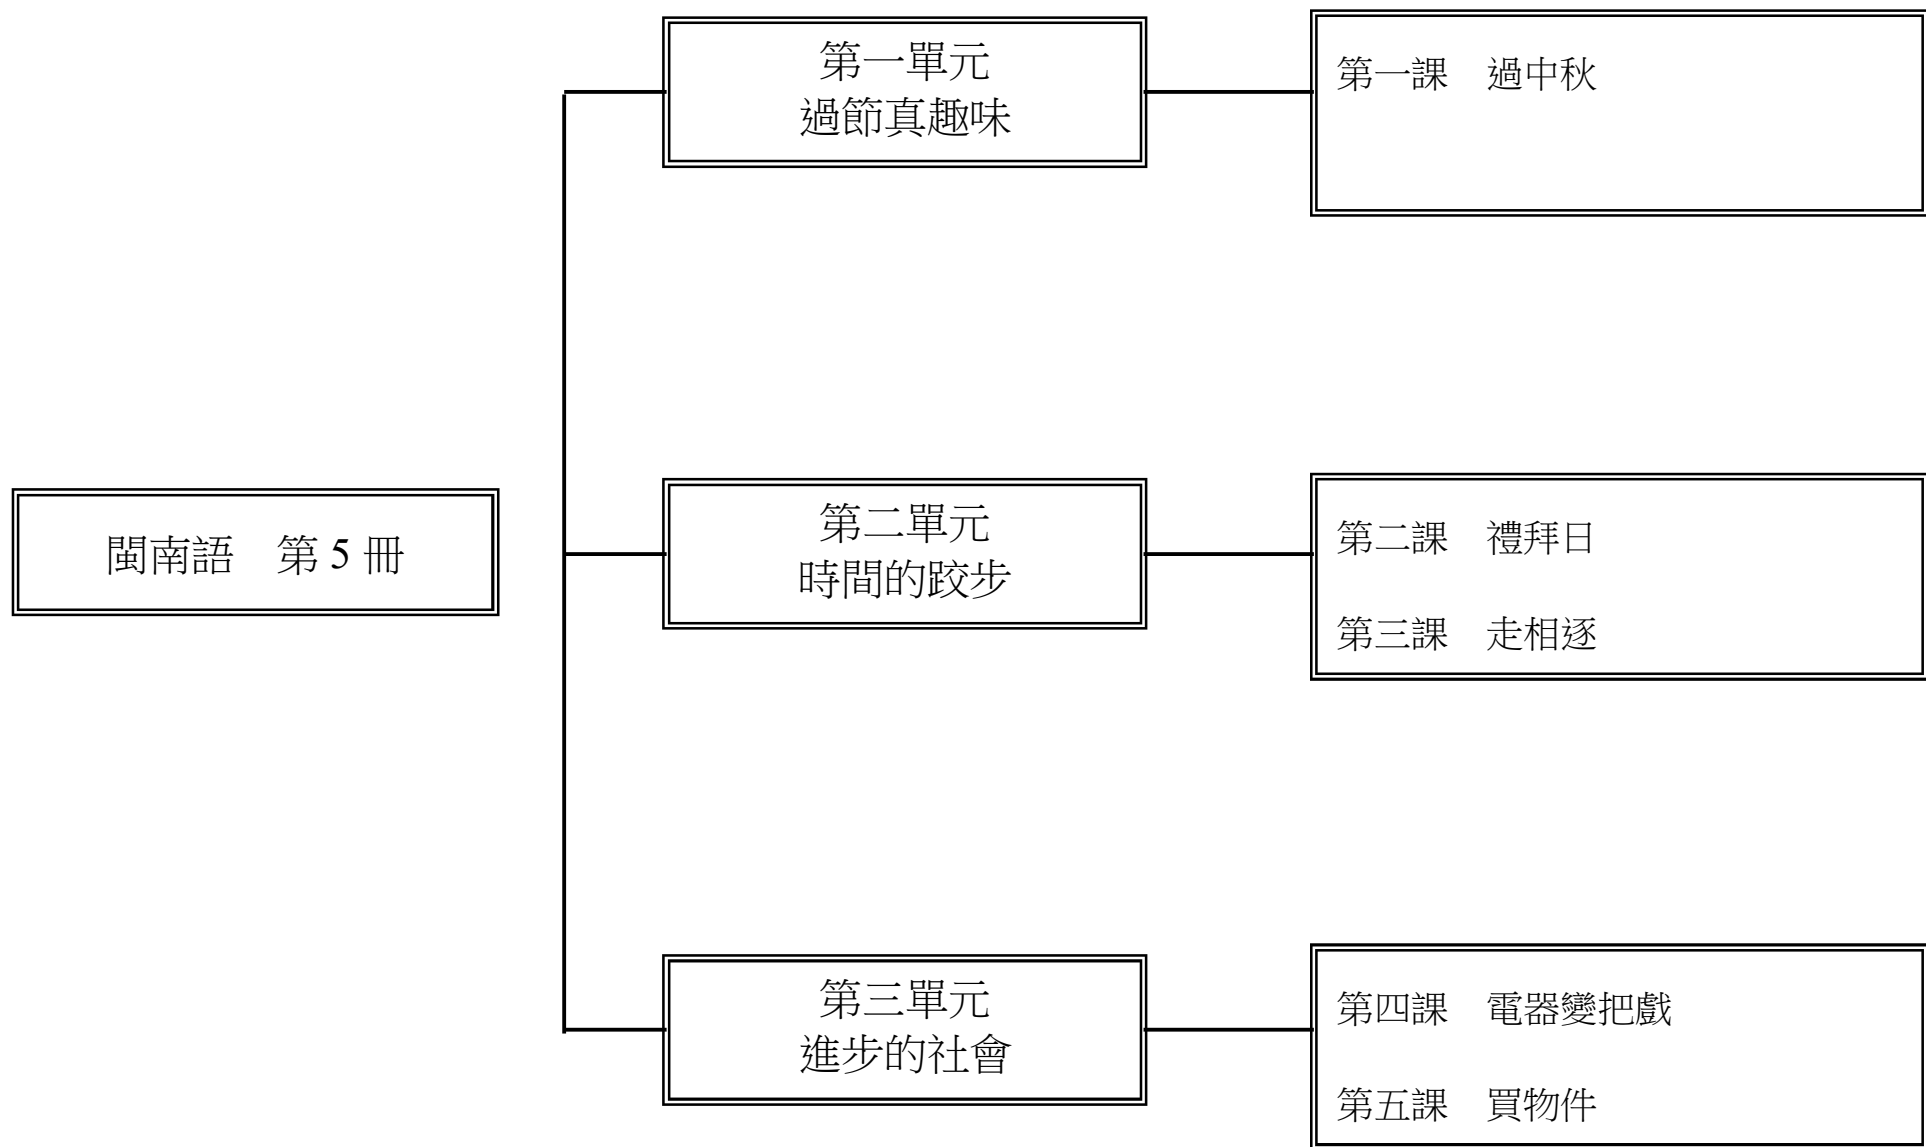 閩南語　第 5 冊
第一單元
過節真趣味
第一課　過中秋
第二單元
時間的跤步
第二課　禮拜日
第三課　走相逐
第三單元
進步的社會
第四課　電器變把戲
第五課　買物件